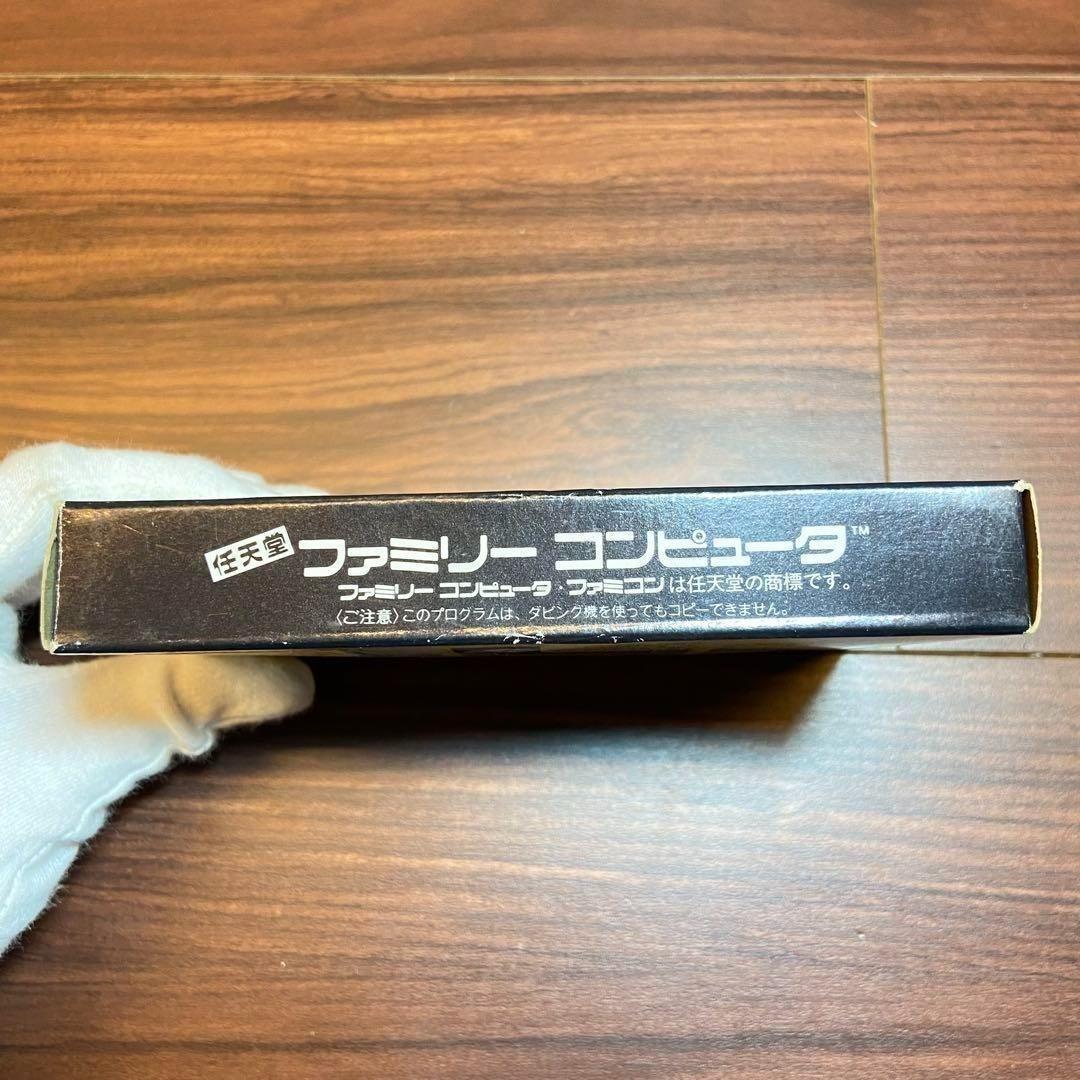 任天堂 ファミリー コンピュータ™
ファミリー コンピュータ・ファミコンは任天堂の商標です。
〈ご注意〉このプログラムは、ダビング機を使ってもコピーできません。